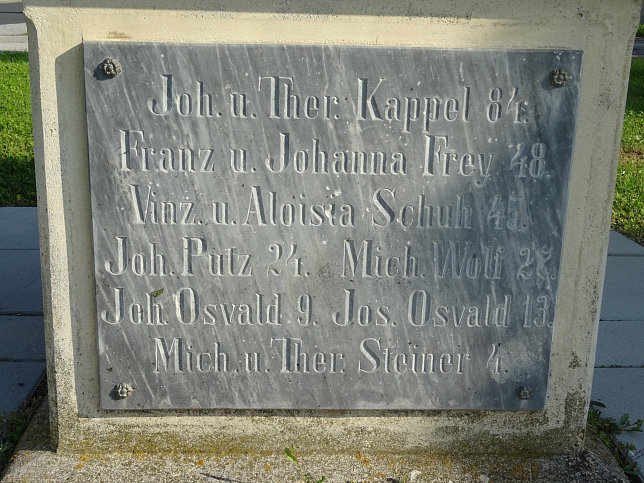 Joh. u. Ther. Kappel 84.
Franz u. Johanna Frey 48.
Vinz. u. Aloisia Schuh 45.
Joh. Putz 24. Mich. Wolf
Joh. Osvald 9. Jos. Osvald 13.
Mich. u. Ther. Steiner 4.